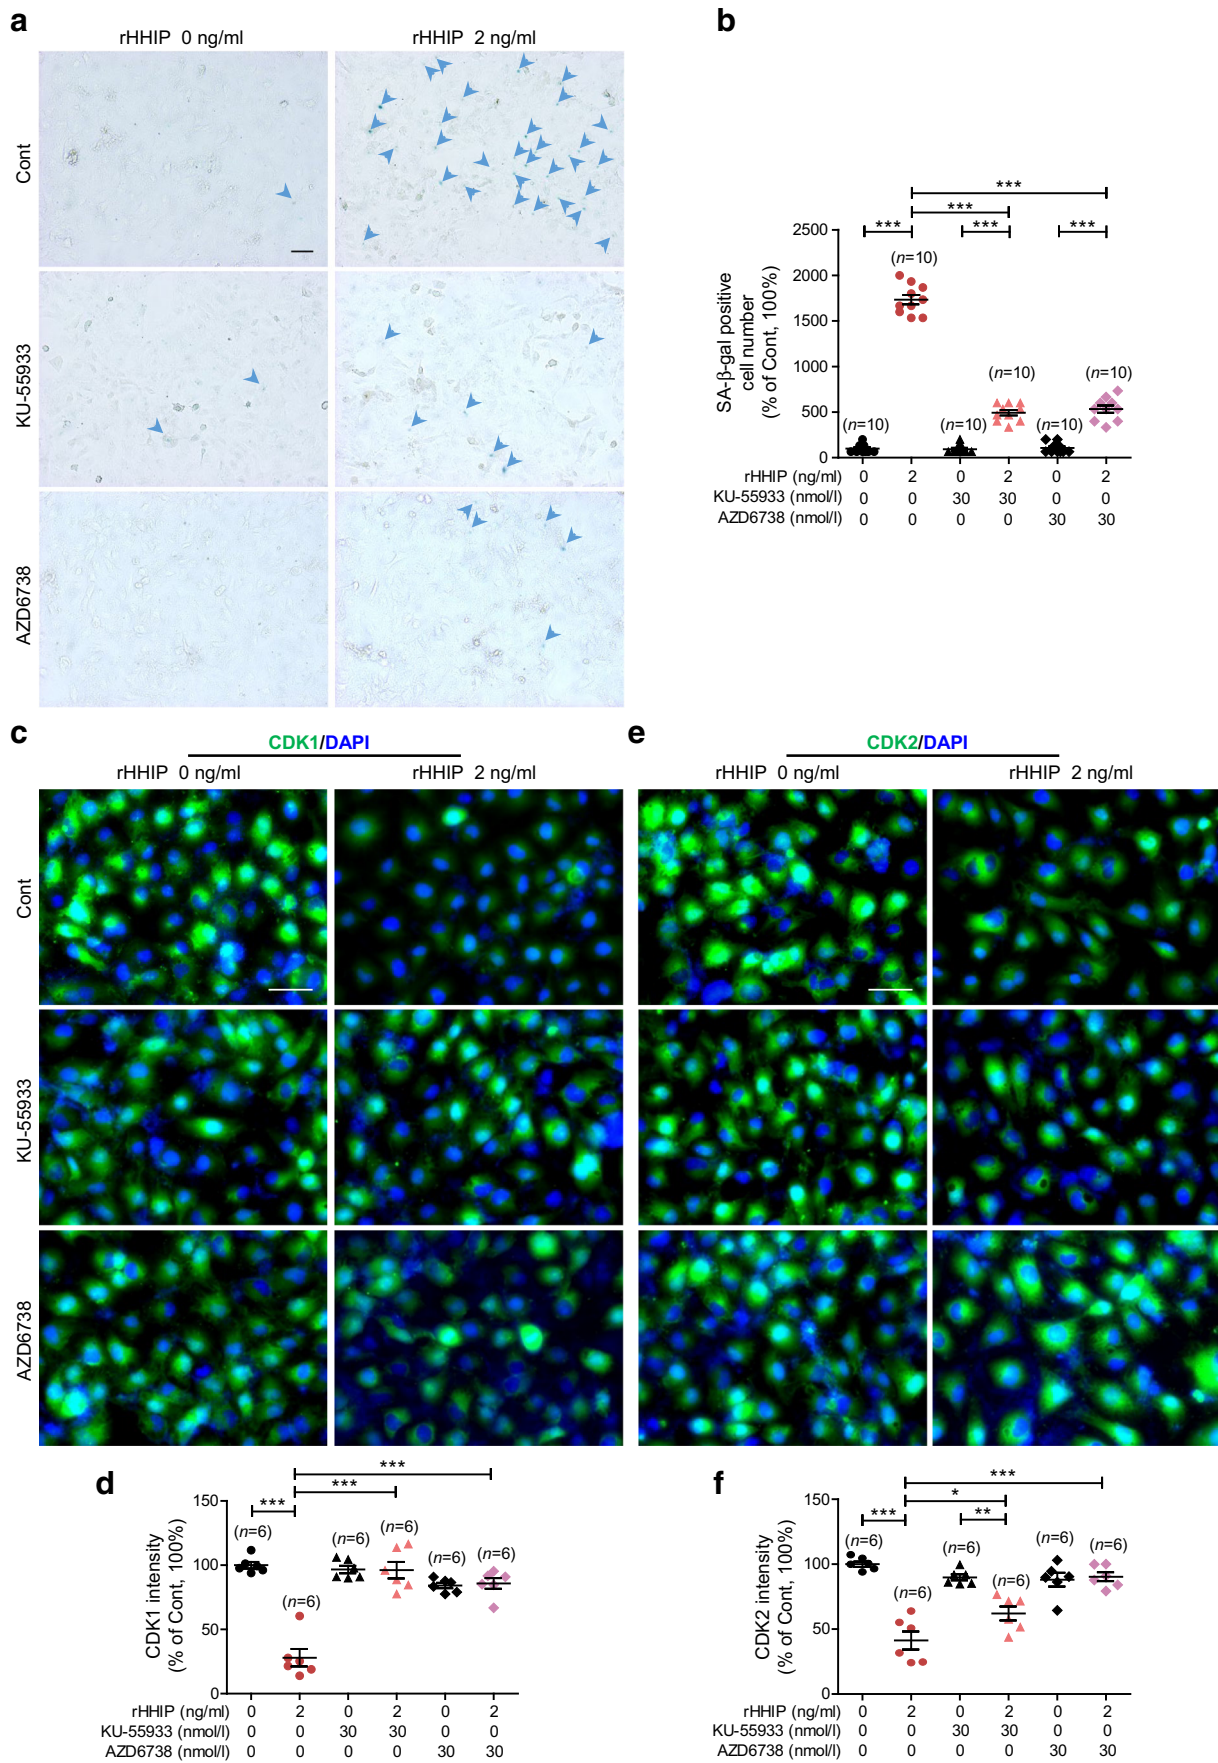 a
rHHIP 0 ng/ml
rHHIP 2 ng/ml
Cont
KU-55933
AZD6738
b
SA-β-gal positive
cell number
(% of Cont, 100%)
2500
2000
1500
1000
500
0
***
***
*** *** ***
(n=10) (n=10) (n=10) (n=10) (n=10) (n=10)
rHHIP (ng/ml) 0 2 0 2 0 2
KU-55933 (nmol/l) 0 0 30 30 0 0
AZD6738 (nmol/l) 0 0 0 0 30 30
c
CDK1/DAPI
rHHIP 0 ng/ml
rHHIP 2 ng/ml
Cont
KU-55933
AZD6738
e
CDK2/DAPI
rHHIP 0 ng/ml
rHHIP 2 ng/ml
d
CDK1 intensity
(% of Cont, 100%)
150
100
50
0
***
***
***
(n=6) (n=6) (n=6) (n=6) (n=6) (n=6)
rHHIP (ng/ml) 0 2 0 2 0 2
KU-55933 (nmol/l) 0 0 30 30 0 0
AZD6738 (nmol/l) 0 0 0 0 30 30
f
CDK2 intensity
(% of Cont, 100%)
150
100
50
0
***
*
*** **
(n=6) (n=6) (n=6) (n=6) (n=6) (n=6)
rHHIP (ng/ml) 0 2 0 2 0 2
KU-55933 (nmol/l) 0 0 30 30 0 0
AZD6738 (nmol/l) 0 0 0 0 30 30